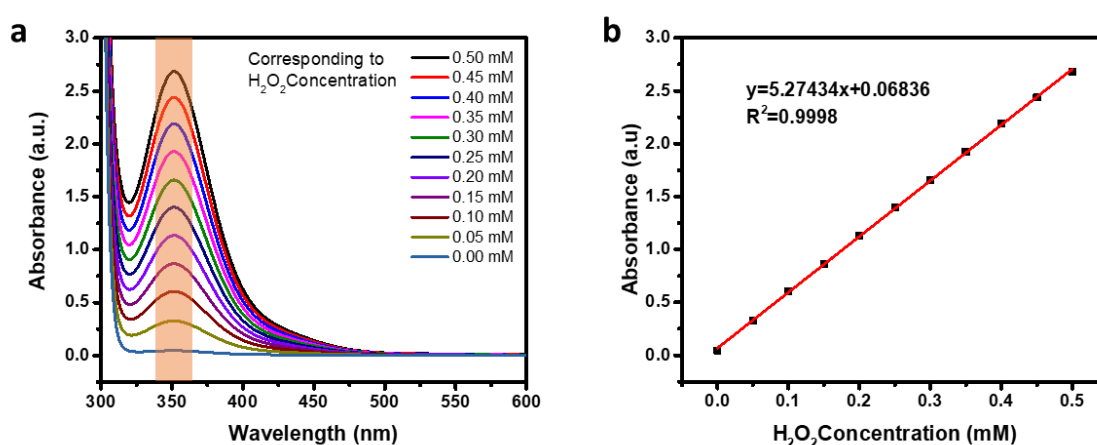 a
Absorbance (a.u.)
3.0
2.5
2.0
1.5
1.0
0.5
0.0
Corresponding to
H₂O₂Concentration
0.50 mM
0.45 mM
0.40 mM
0.35 mM
0.30 mM
0.25 mM
0.20 mM
0.15 mM
0.10 mM
0.05 mM
0.00 mM
300 350 400 450 500 550 600
Wavelength (nm)
b
Absorbance (a.u)
3.0
2.5
2.0
1.5
1.0
0.5
0.0
y=5.27434x+0.06836
R²=0.9998
0.0 0.1 0.2 0.3 0.4 0.5
H₂O₂Concentration (mM)